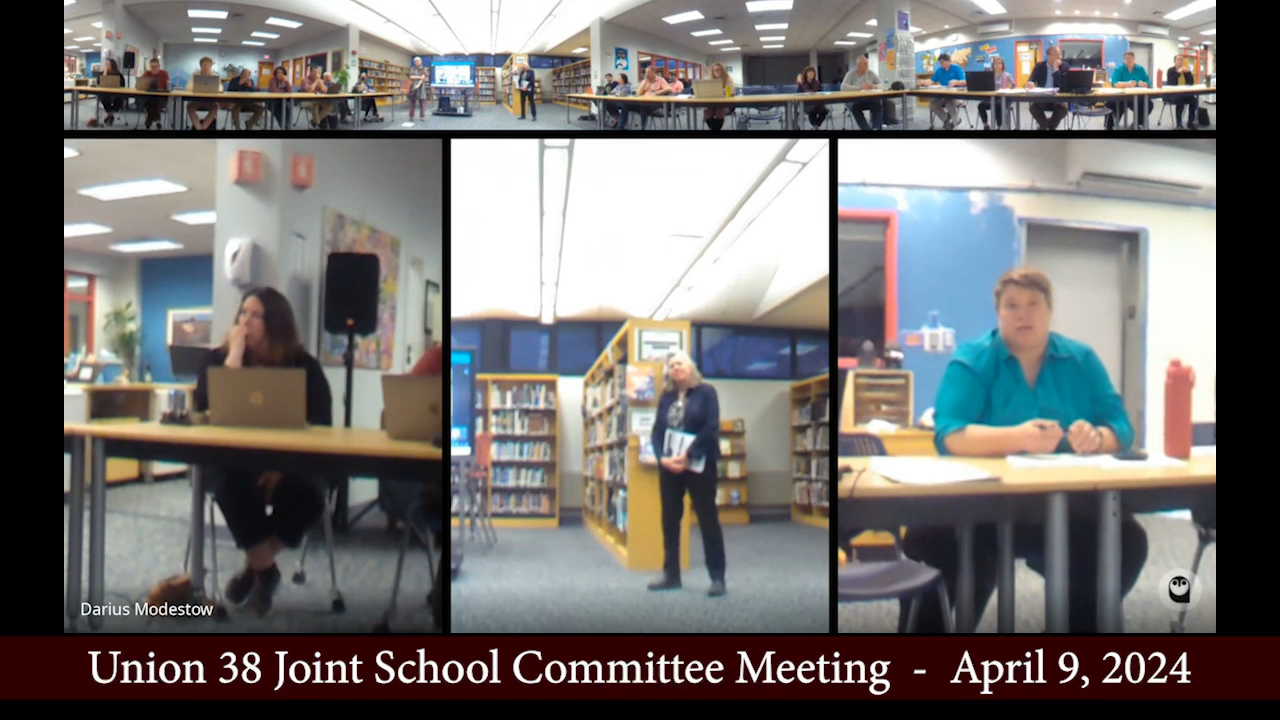 Darius Modestow
Union 38 Joint School Committee Meeting - April 9, 2024